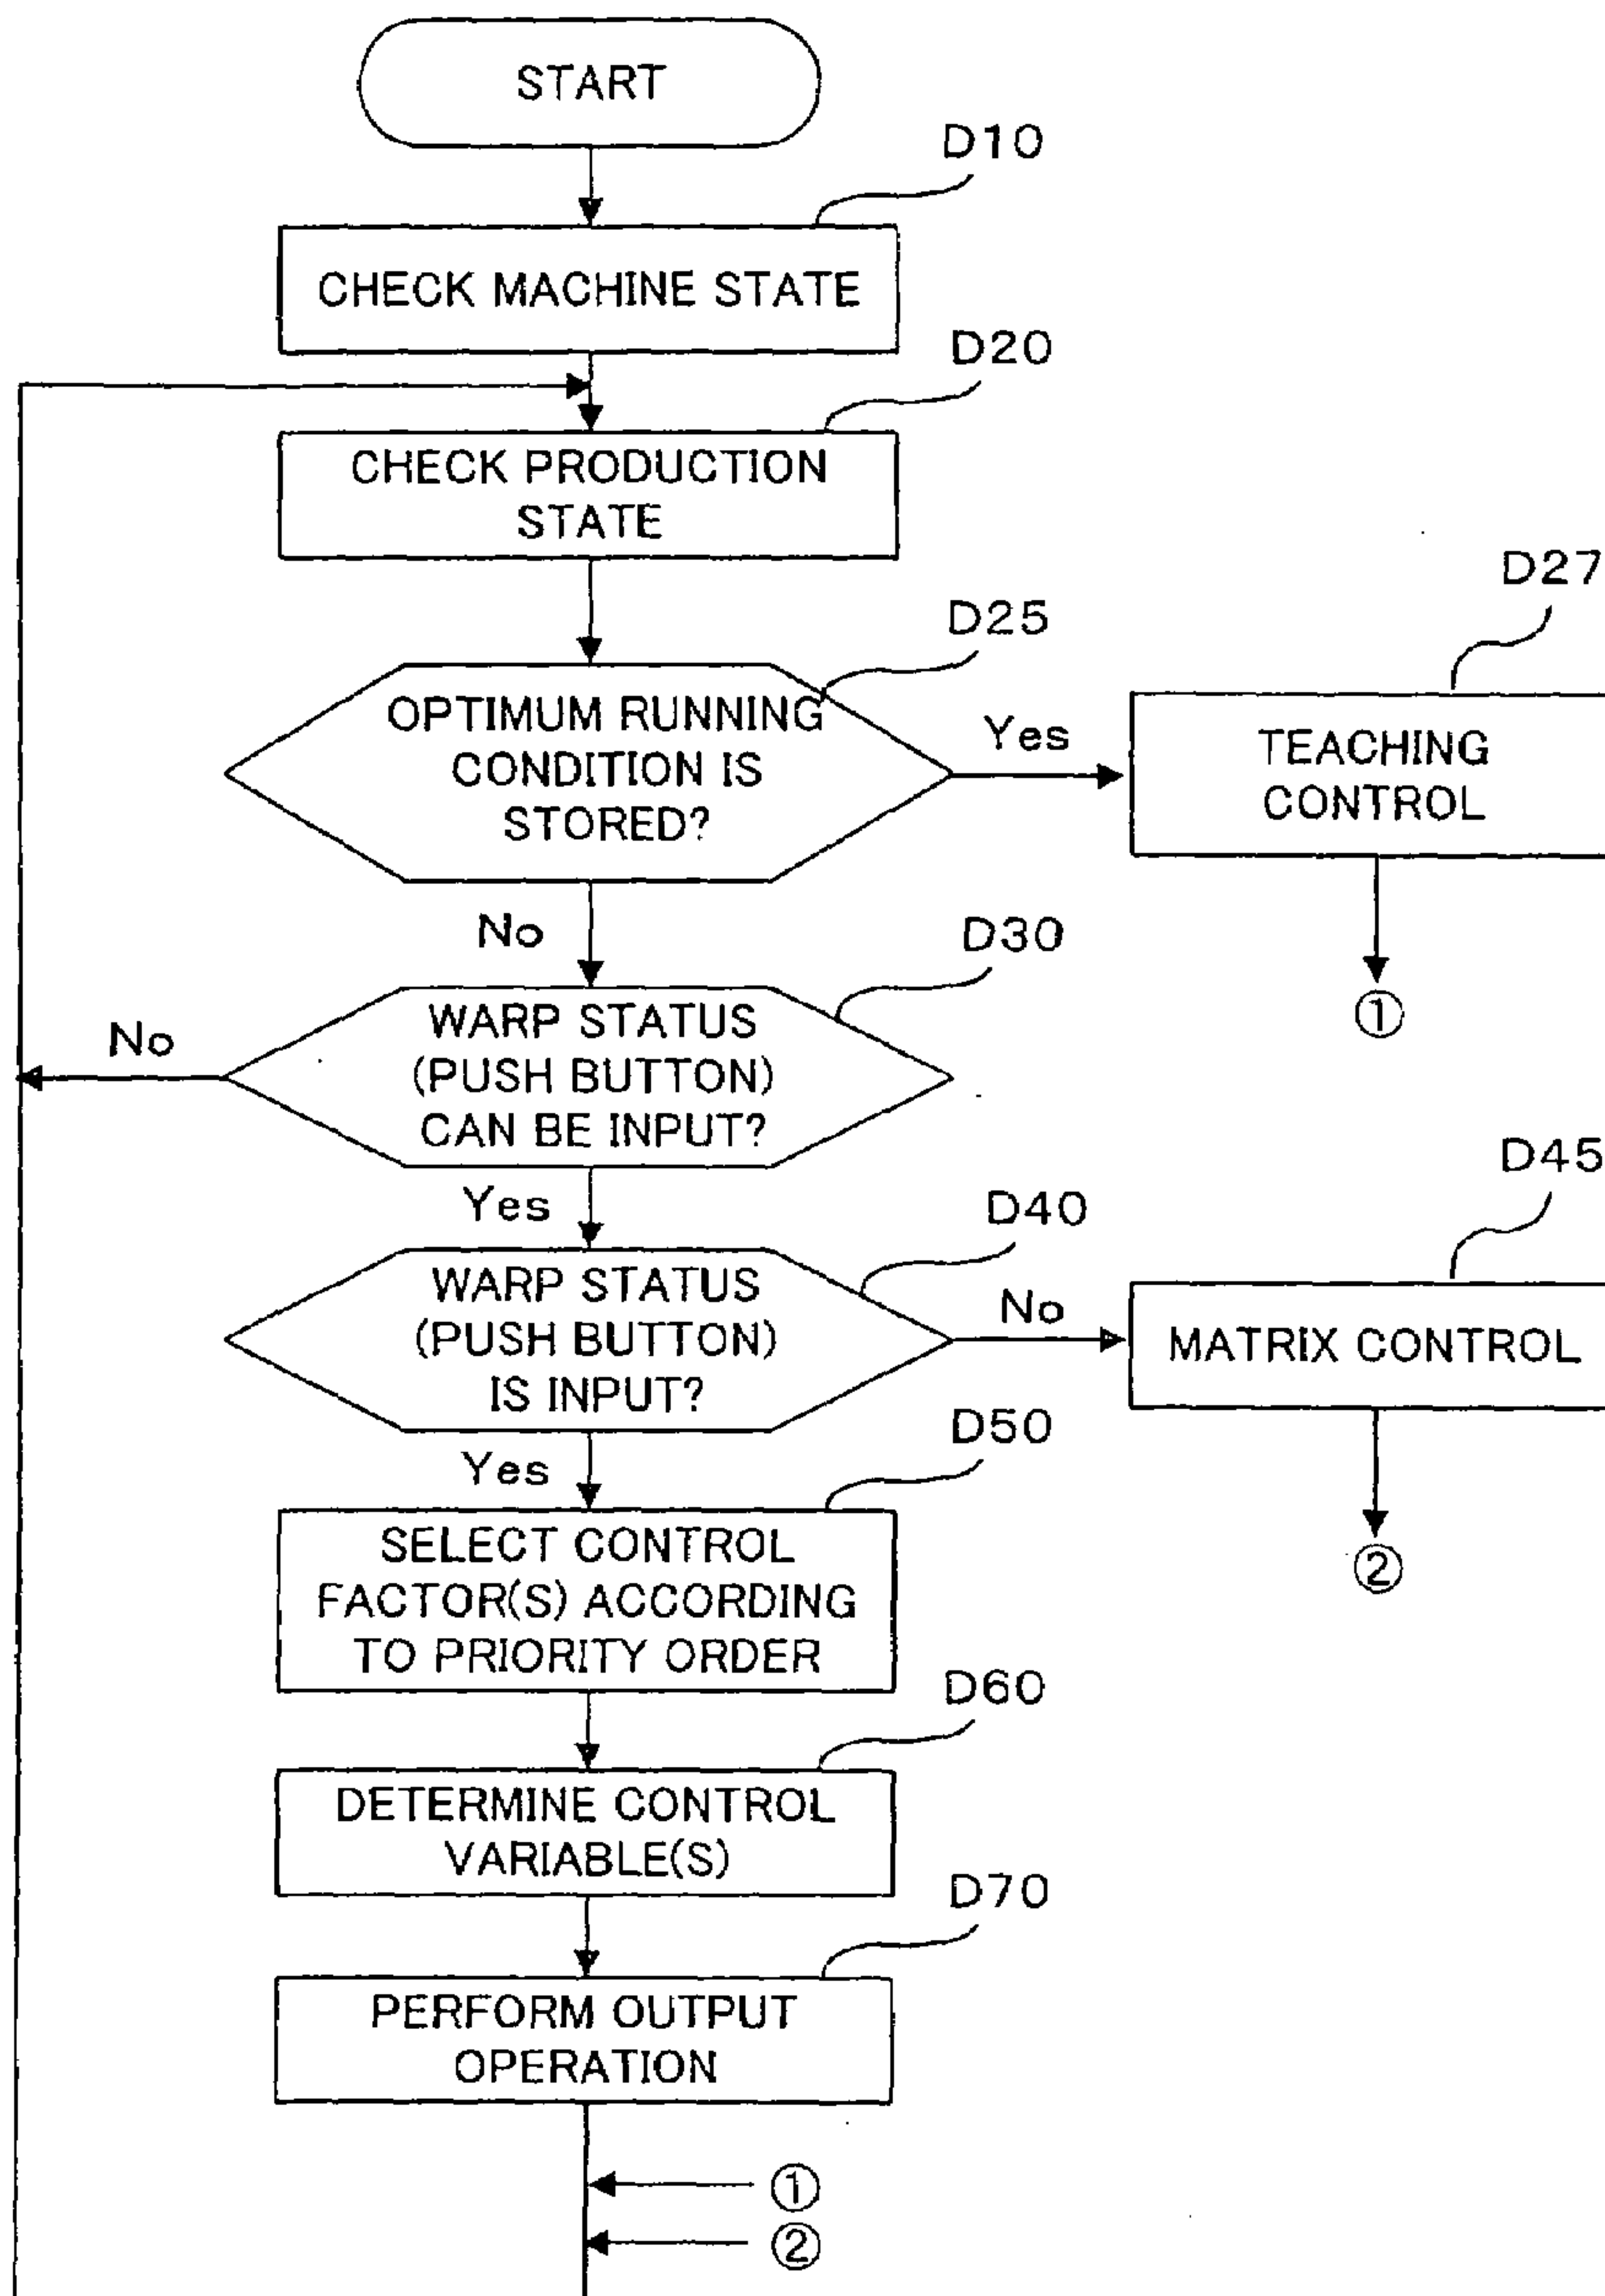 START
D10
CHECK MACHINE STATE
D20
CHECK PRODUCTION
STATE
D25
D27
OPTIMUM RUNNING
CONDITION IS
STORED?
Yes
TEACHING
CONTROL
No
①
D30
WARP STATUS
(PUSH BUTTON)
CAN BE INPUT?
No
Yes
D40
D45
WARP STATUS
(PUSH BUTTON)
IS INPUT?
No
MATRIX CONTROL
②
Yes
D50
SELECT CONTROL
FACTOR(S) ACCORDING
TO PRIORITY ORDER
D60
DETERMINE CONTROL
VARIABLE(S)
D70
PERFORM OUTPUT
OPERATION
①
②